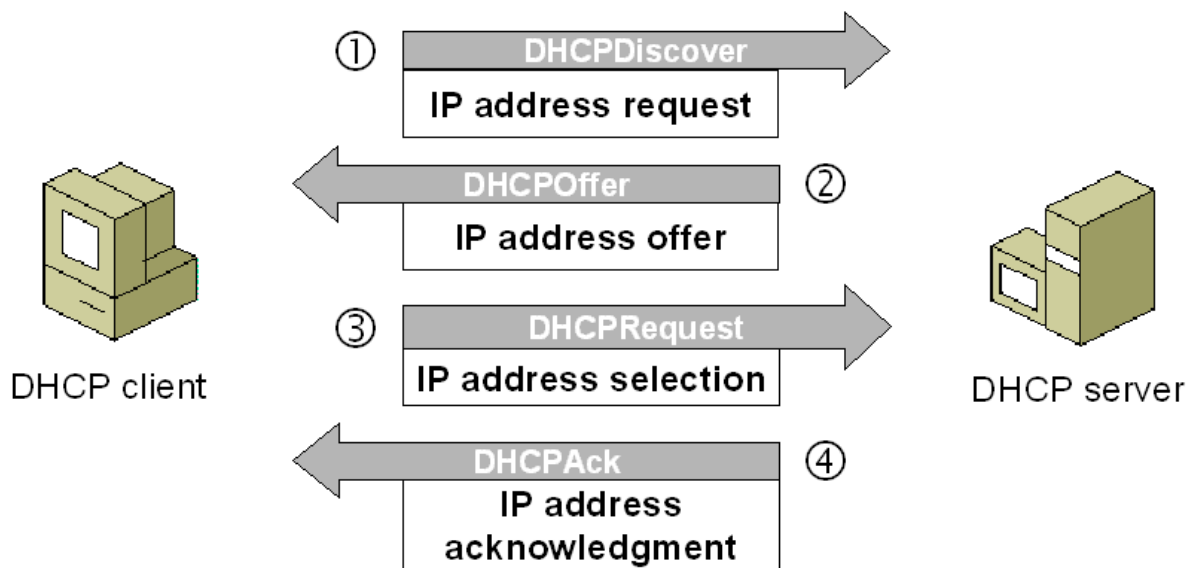 ① DHCPDiscover
IP address request
DHCPOffer ②
IP address offer
③ DHCPRequest
IP address selection
DHCP client
DHCP server
DHCPAck ④
IP address
acknowledgment